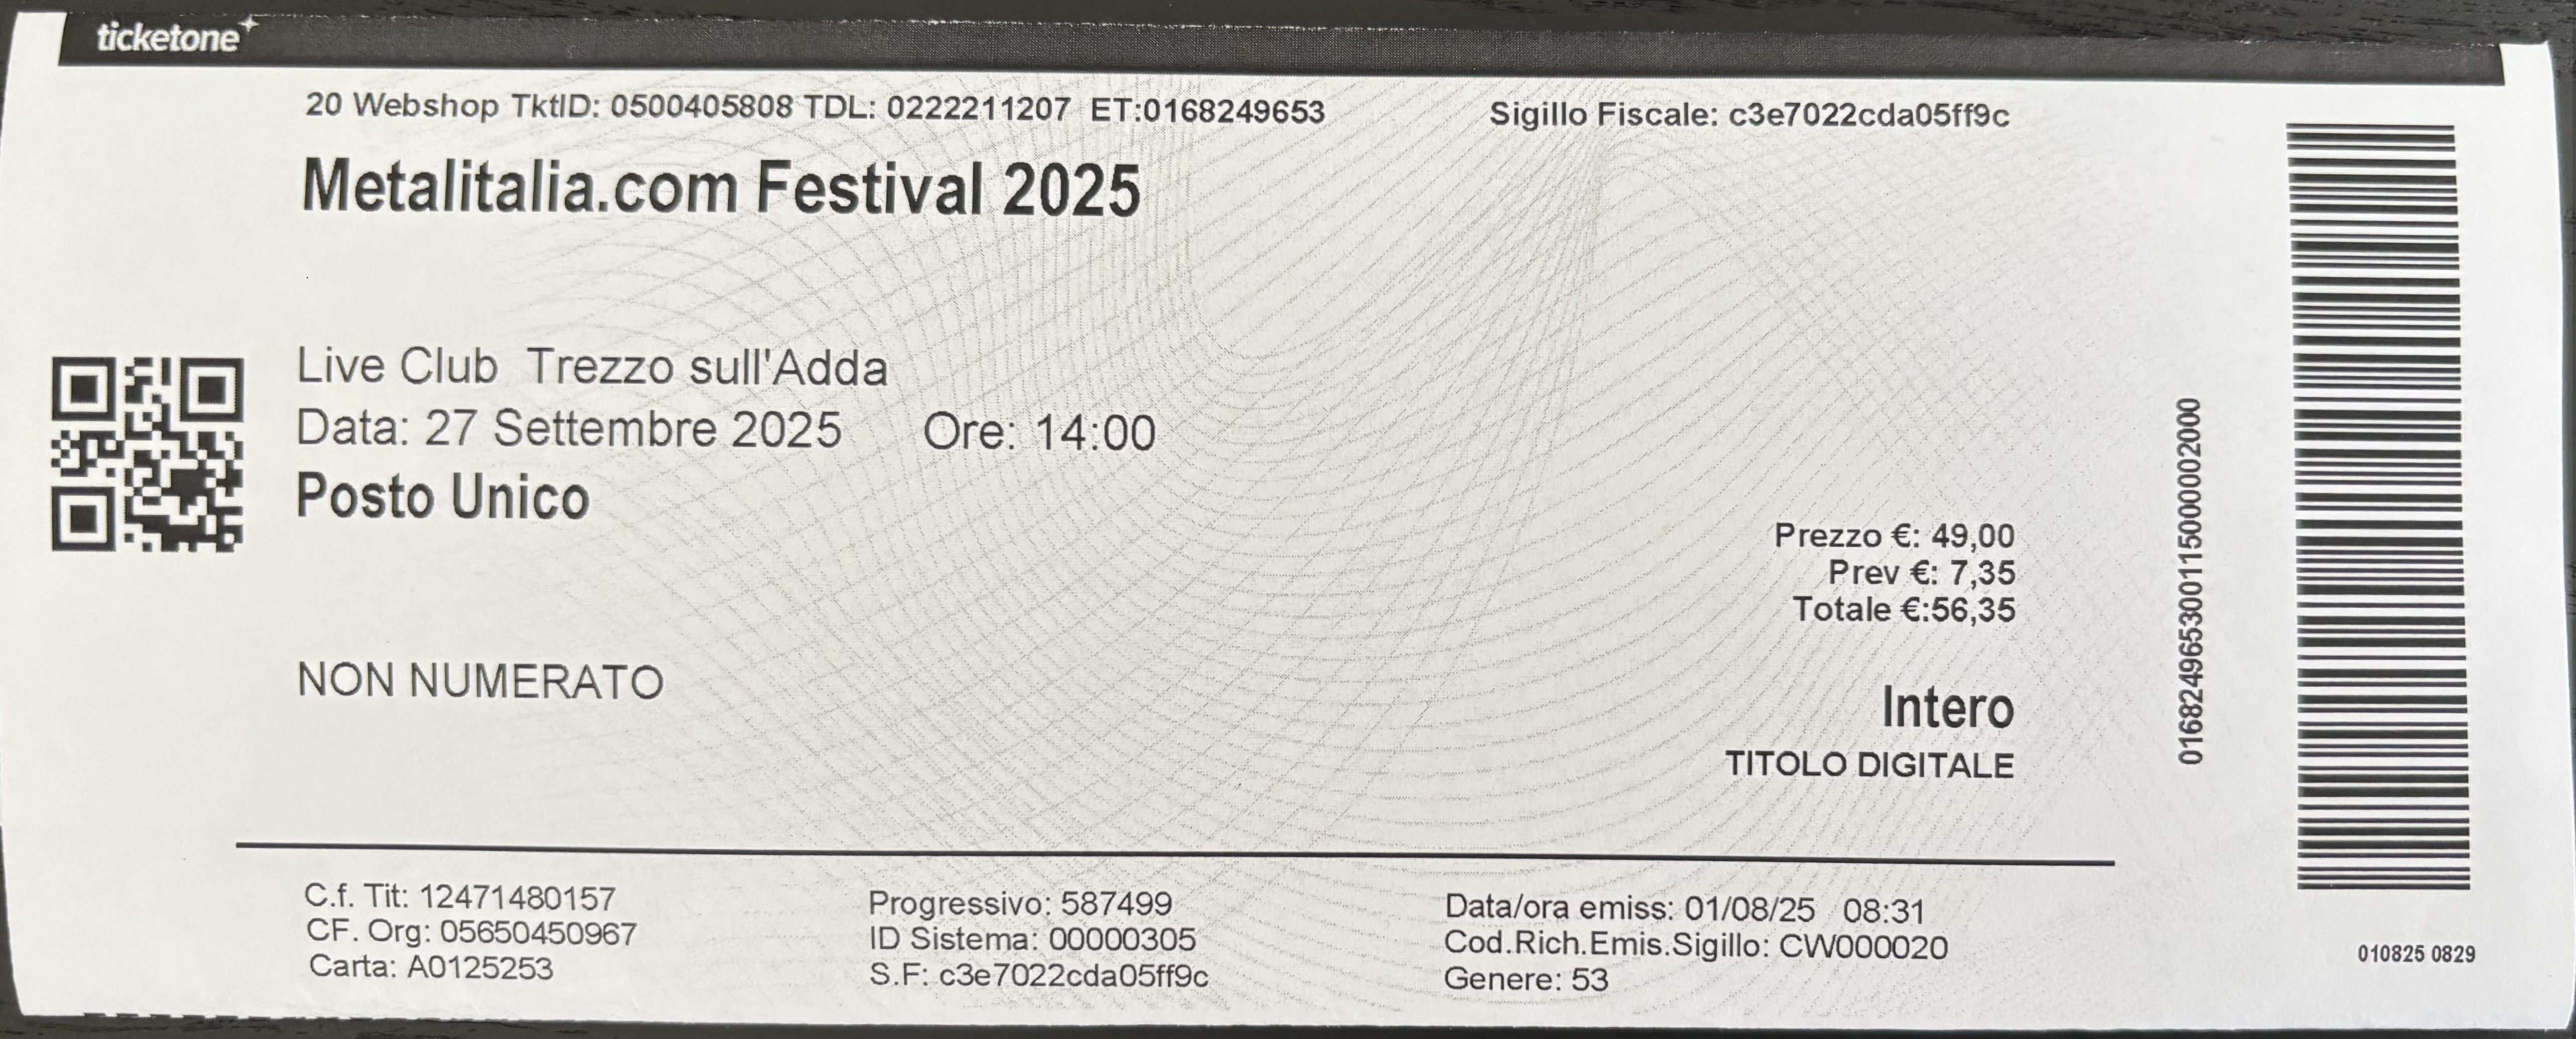 ticketone
20 Webshop TktID: 0500405808 TDL: 0222211207 ET:0168249653
Sigillo Fiscale: c3e7022cda05ff9c
Metalitalia.com Festival 2025
Live Club Trezzo sull'Adda
Data: 27 Settembre 2025 Ore: 14:00
Posto Unico
Prezzo €: 49,00
Prev €: 7,35
Totale €:56,35
NON NUMERATO
Intero
TITOLO DIGITALE
016824965300115000002000
C.f. Tit: 12471480157
CF. Org: 05650450967
Carta: A0125253
Progressivo: 587499
ID Sistema: 00000305
S.F: c3e7022cda05ff9c
Data/ora emiss: 01/08/25 08:31
Cod.Rich.Emis.Sigillo: CW000020
Genere: 53
010825 0829